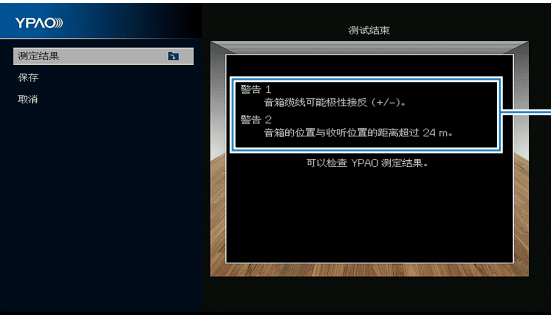 YPAO
测试结束
测定结果
保存
取消
警告 1
音箱缆线可能极性接反（+/-）。
警告 2
音箱的位置与收听位置的距离超过 24 m。
可以检查 YPAO 测定结果。